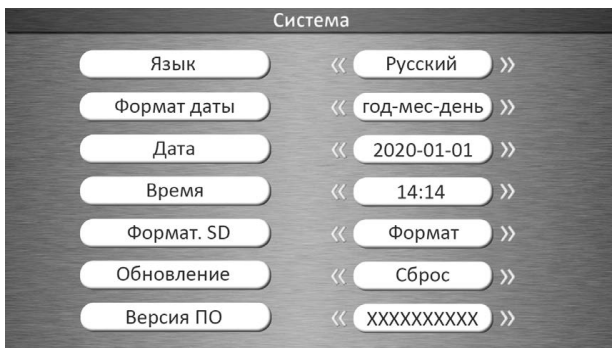 Система
Язык « Русский »
Формат даты « год-мес-день »
Дата « 2020-01-01 »
Время « 14:14 »
Формат. SD « Формат »
Обновление « Сброс »
Версия ПО « XXXXXXXXXX »